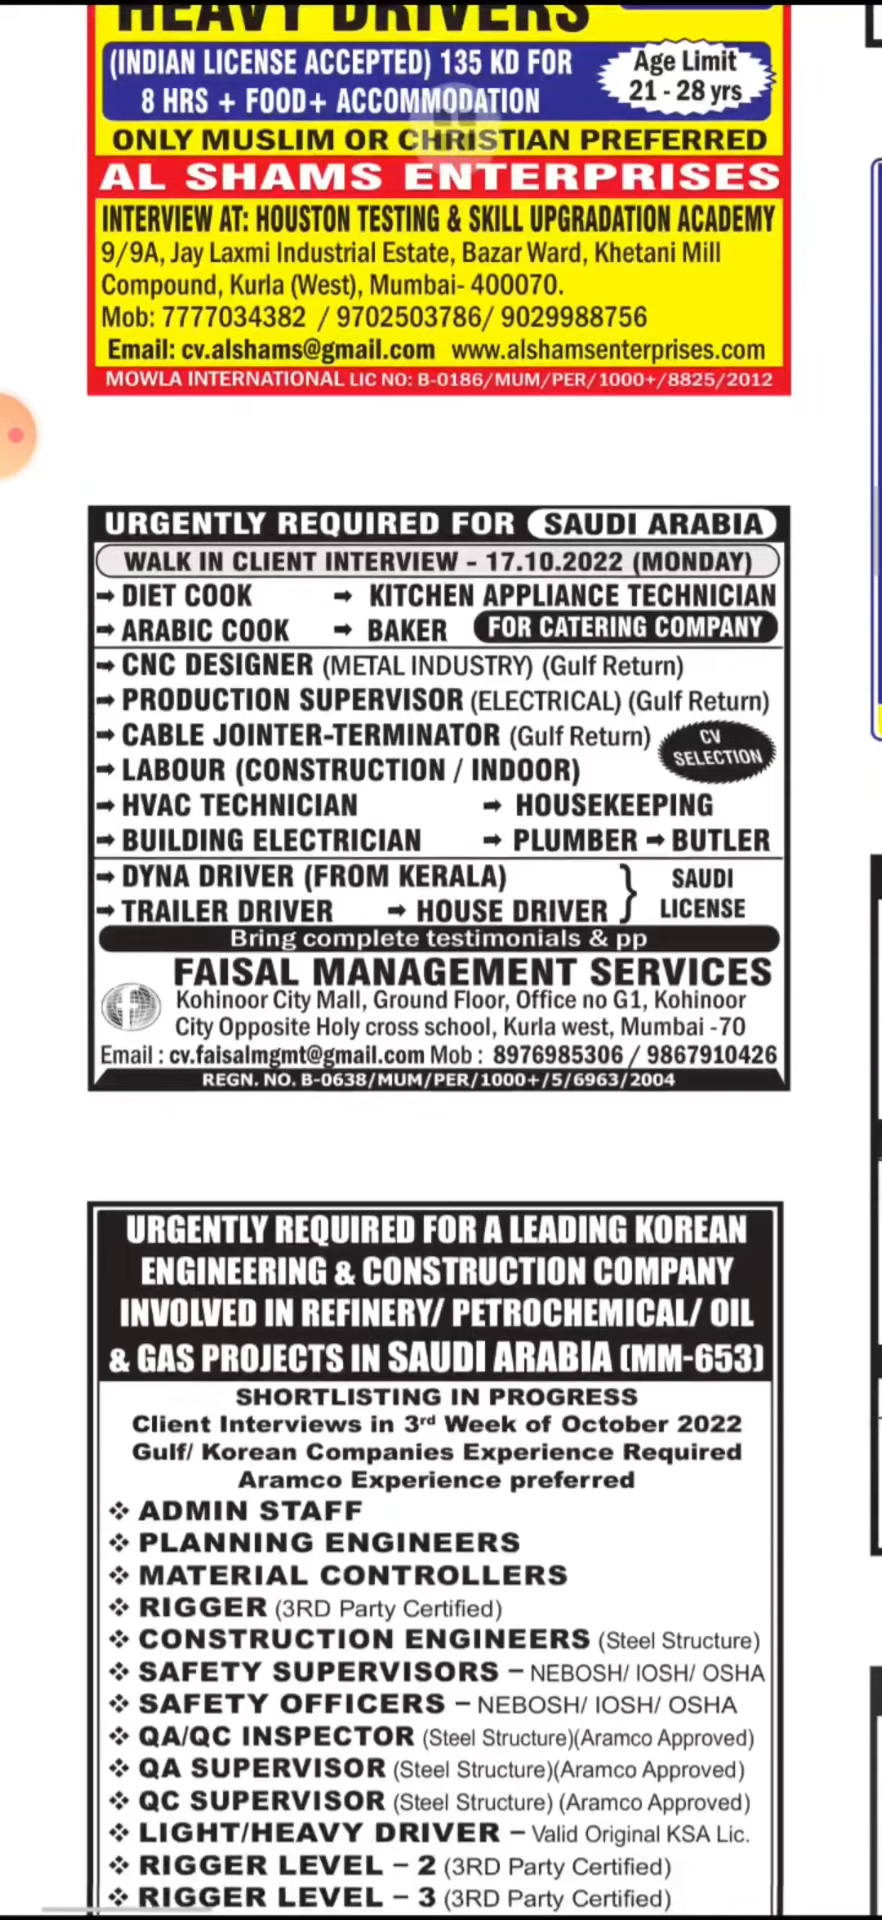 HEAVY DRIVERS
(INDIAN LICENSE ACCEPTED) 135 KD FOR
8 HRS + FOOD+ ACCOMMODATION
Age Limit
21 - 28 yrs
ONLY MUSLIM OR CHRISTIAN PREFERRED
AL SHAMS ENTERPRISES
INTERVIEW AT: HOUSTON TESTING & SKILL UPGRADATION ACADEMY
9/9A, Jay Laxmi Industrial Estate, Bazar Ward, Khetani Mill
Compound, Kurla (West), Mumbai- 400070.
Mob: 7777034382 / 9702503786/ 9029988756
Email: cv.alshams@gmail.com www.alshamsenterprises.com
MOWLA INTERNATIONAL LIC NO: B-0186/MUM/PER/1000+/8825/2012
URGENTLY REQUIRED FOR SAUDI ARABIA
WALK IN CLIENT INTERVIEW - 17.10.2022 (MONDAY)
➞ DIET COOK ➞ KITCHEN APPLIANCE TECHNICIAN
➞ ARABIC COOK ➞ BAKER FOR CATERING COMPANY
➞ CNC DESIGNER (METAL INDUSTRY) (Gulf Return)
➞ PRODUCTION SUPERVISOR (ELECTRICAL) (Gulf Return)
➞ CABLE JOINTER-TERMINATOR (Gulf Return)
CV
SELECTION
➞ LABOUR (CONSTRUCTION / INDOOR)
➞ HVAC TECHNICIAN ➞ HOUSEKEEPING
➞ BUILDING ELECTRICIAN ➞ PLUMBER ➞ BUTLER
➞ DYNA DRIVER (FROM KERALA)
➞ TRAILER DRIVER ➞ HOUSE DRIVER
SAUDI
LICENSE
Bring complete testimonials & pp
FAISAL MANAGEMENT SERVICES
Kohinoor City Mall, Ground Floor, Office no G1, Kohinoor
City Opposite Holy cross school, Kurla west, Mumbai -70
Email : cv.faisalmgmt@gmail.com Mob : 8976985306 / 9867910426
REGN. NO. B-0638/MUM/PER/1000+/5/6963/2004
URGENTLY REQUIRED FOR A LEADING KOREAN
ENGINEERING & CONSTRUCTION COMPANY
INVOLVED IN REFINERY/ PETROCHEMICAL/ OIL
& GAS PROJECTS IN SAUDI ARABIA (MM-653)
SHORTLISTING IN PROGRESS
Client Interviews in 3rd Week of October 2022
Gulf/ Korean Companies Experience Required
Aramco Experience preferred
❖ ADMIN STAFF
❖ PLANNING ENGINEERS
❖ MATERIAL CONTROLLERS
❖ RIGGER (3RD Party Certified)
❖ CONSTRUCTION ENGINEERS (Steel Structure)
❖ SAFETY SUPERVISORS – NEBOSH/ IOSH/ OSHA
❖ SAFETY OFFICERS – NEBOSH/ IOSH/ OSHA
❖ QA/QC INSPECTOR (Steel Structure)(Aramco Approved)
❖ QA SUPERVISOR (Steel Structure)(Aramco Approved)
❖ QC SUPERVISOR (Steel Structure) (Aramco Approved)
❖ LIGHT/HEAVY DRIVER – Valid Original KSA Lic.
❖ RIGGER LEVEL – 2 (3RD Party Certified)
❖ RIGGER LEVEL – 3 (3RD Party Certified)